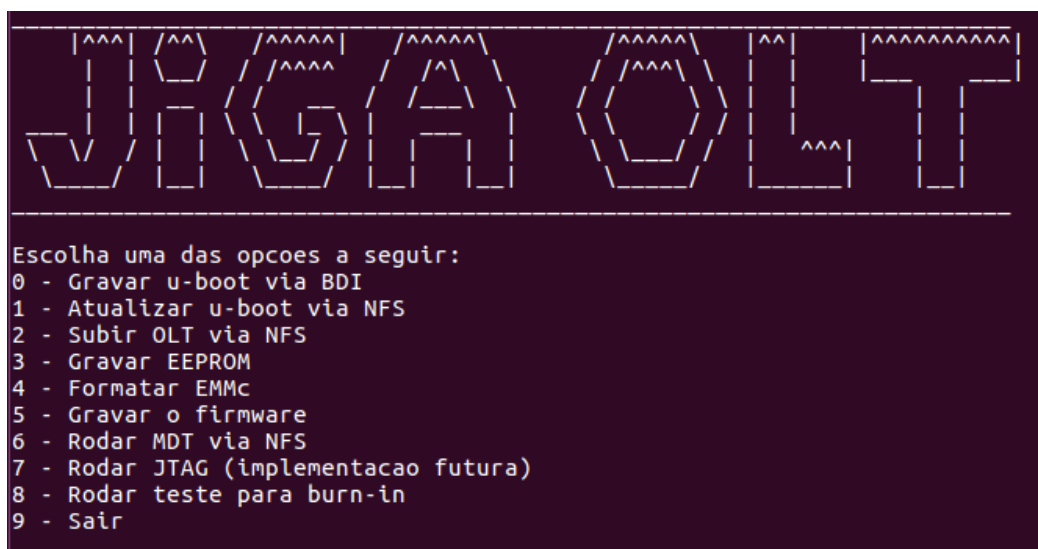 JiGA OLT
Escolha uma das opcoes a seguir:
0 - Gravar u-boot via BDI
1 - Atualizar u-boot via NFS
2 - Subir OLT via NFS
3 - Gravar EEPROM
4 - Formatar EMMc
5 - Gravar o firmware
6 - Rodar MDT via NFS
7 - Rodar JTAG (implementacao futura)
8 - Rodar teste para burn-in
9 - Sair